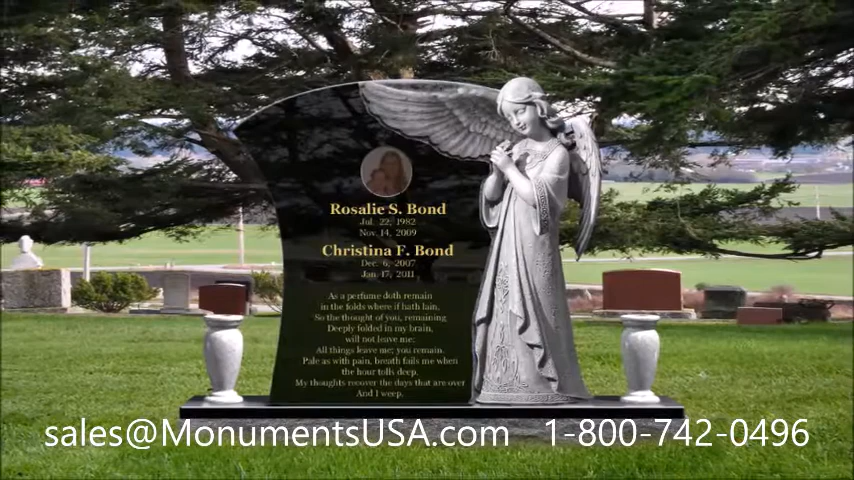 Rosalie S. Bond
Jul. 22, 1982
Nov. 14, 2009
Christina F. Bond
Dec. 6, 2007
Jan. 17, 2011
As a perfume doth remain
in the folds where if hath lain,
So the thought of you, remaining
Deeply folded in my brain,
will not leave me:
All things leave me: you remain.
Pale as with pain, breath fails me when
the hour tolls deep.
My thoughts recover the days that are over
And I weep.
sales@MonumentsUSA.com 1-800-742-0496